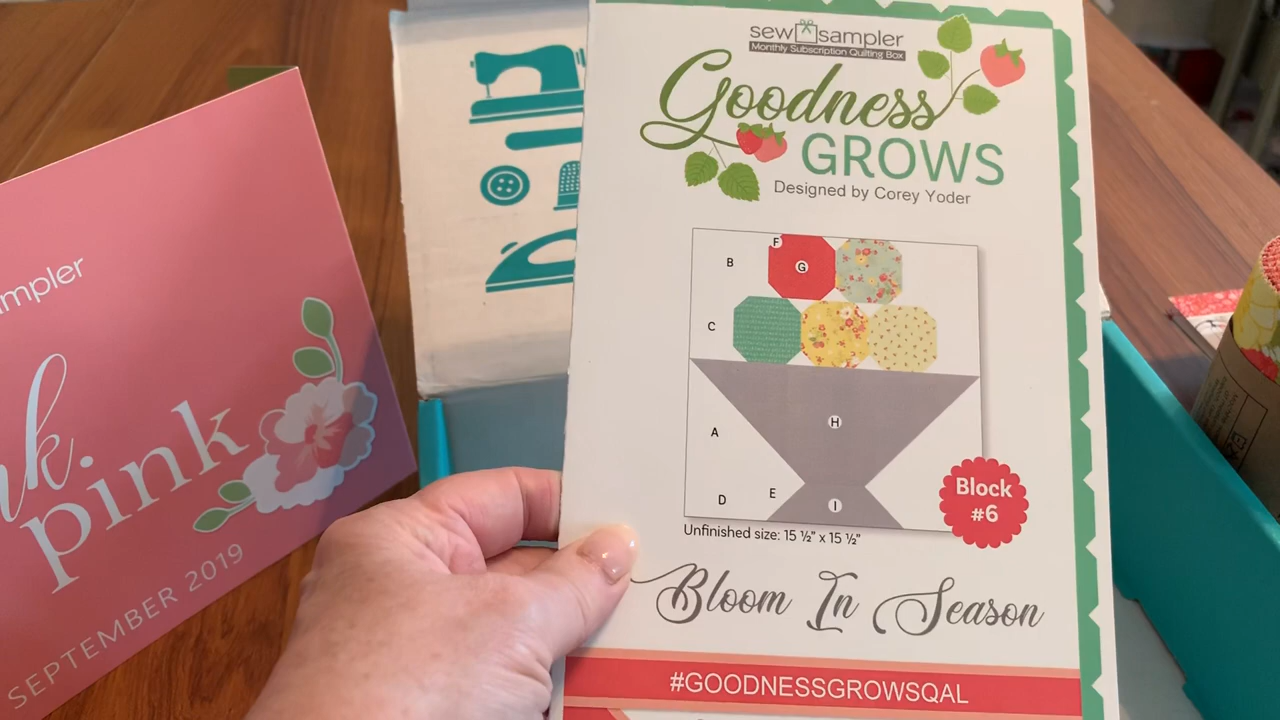 sampler
pink
SEPTEMBER 2019
sew sampler
Monthly Subscription Quilting Box
Goodness
GROWS
Designed by Corey Yoder
F
B
G
C
H
A
D
E
I
Block
#6
Unfinished size: 15 ½" x 15 ½"
Bloom In Season
#GOODNESSGROWSQAL